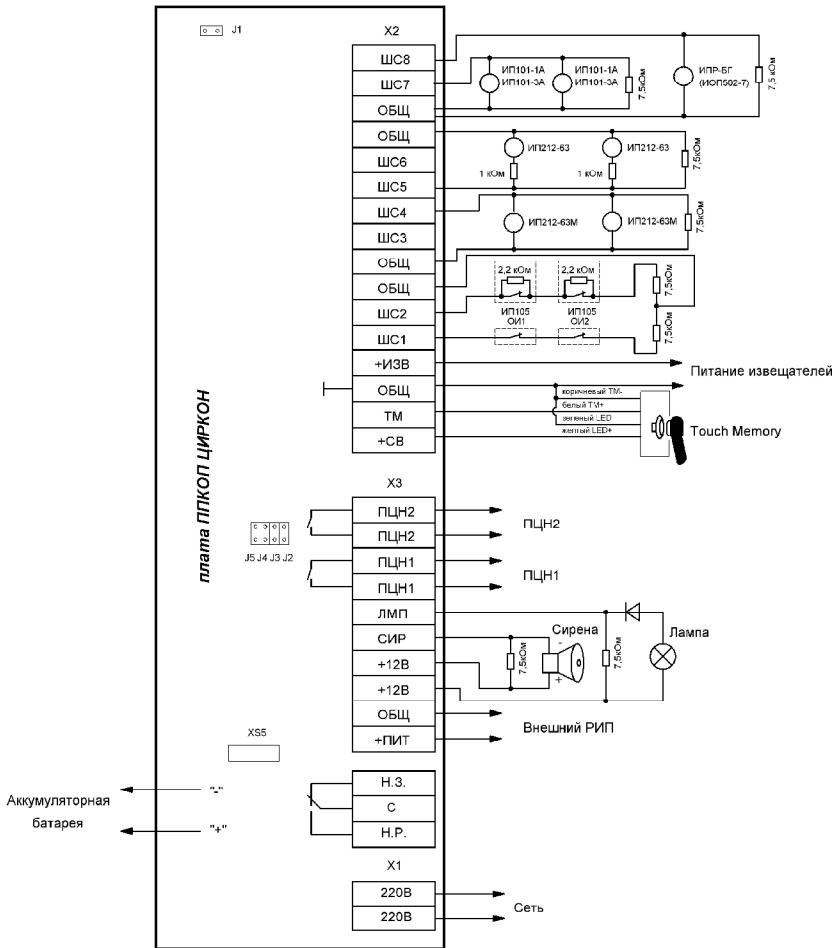 J1
X2
ШС8
ШС7
ОБЩ
ОБЩ
ШС6
ШС5
ШС4
ШС3
ОБЩ
ОБЩ
ШС2
ШС1
+ИЗВ
ОБЩ
ТМ
+СВ
ИП101-1А
ИП101-3А
ИП101-1А
ИП101-3А
7,5кОм
ИПР-БГ
(ИОП502-7)
7,5 кОм
ИП212-63
1 кОм
ИП212-63
1 кОм
7,5кОм
ИП212-63М
ИП212-63М
7,5кОм
2,2 кОм
2,2 кОм
7,5кОм
ИП105
ОИ1
ИП105
ОИ2
7,5кОм
Питание извещателей
коричневый ТМ-
белый ТМ+
зеленый LED
желтый LED+
Touch Memory
плата ППКОП ЦИРКОН
X3
ПЦН2
ПЦН2
ПЦН1
ПЦН1
ЛМП
СИР
+12В
+12В
ОБЩ
+ПИТ
J5 J4 J3 J2
ПЦН2
ПЦН1
Сирена
-
+
7,5кОм
7,5кОм
Лампа
Внешний РИП
XS5
Н.З.
С
Н.Р.
Аккумуляторная
батарея
"-"
"+"
X1
220В
220В
Сеть